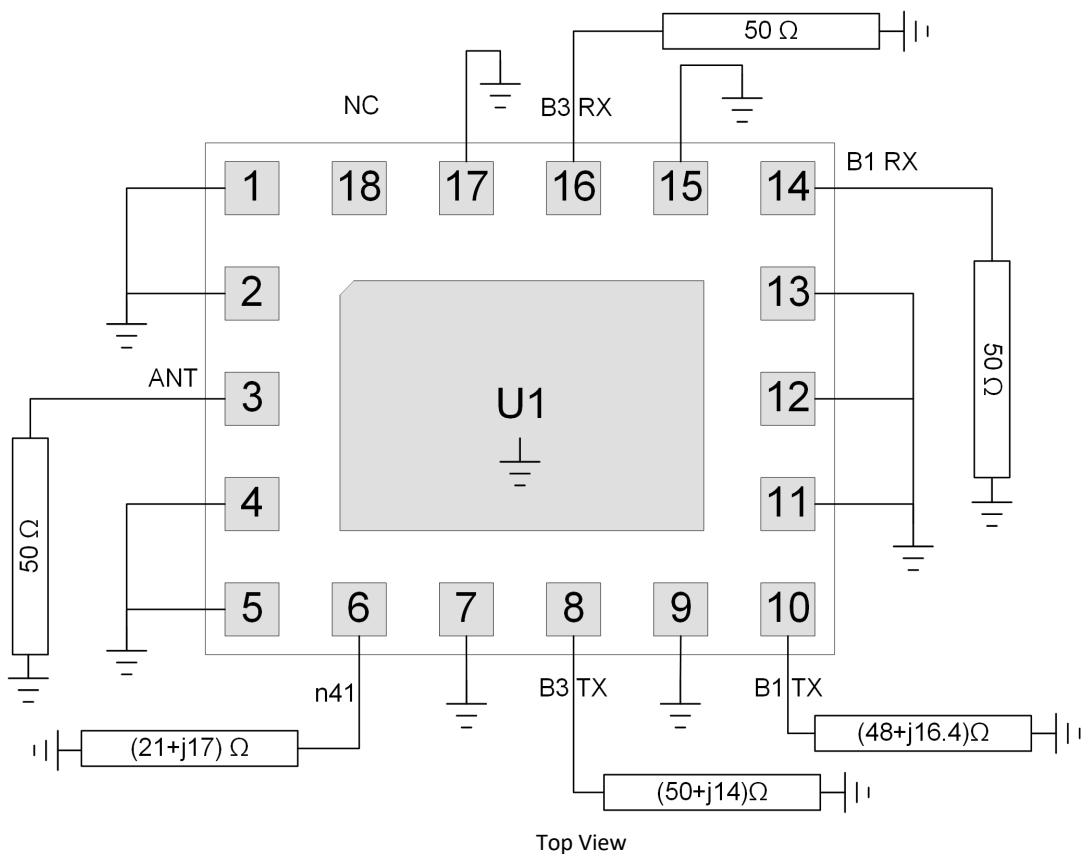 50 Ω
NC
B3 RX
B1 RX
1
18
17
16
15
14
2
13
50 Ω
ANT
3
U1
12
50 Ω
4
11
5
6
7
8
9
10
n41
B3 TX
B1 TX
(21+j17) Ω
(48+j16.4)Ω
(50+j14)Ω
Top View